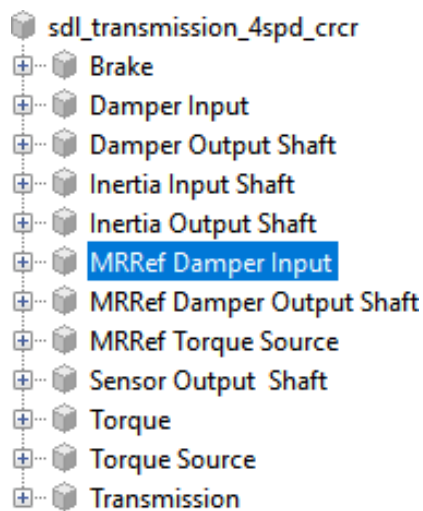 sdl_transmission_4spd_crcr
Brake
Damper Input
Damper Output Shaft
Inertia Input Shaft
Inertia Output Shaft
MRRef Damper Input
MRRef Damper Output Shaft
MRRef Torque Source
Sensor Output  Shaft
Torque
Torque Source
Transmission